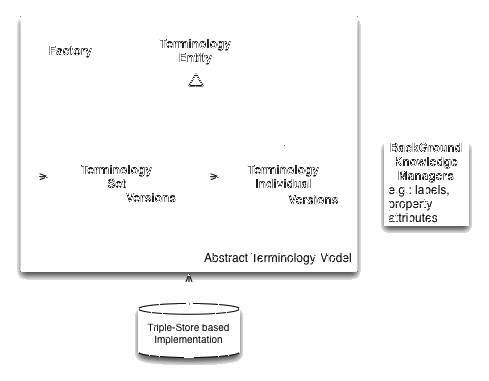 Factory
Terminology
Entity
Terminology
Set
Versions
Terminology
Individual
Versions
BackGround
Knowledge
Managers
e.g.: labels,
property
attributes
Abstract Terminology Model
Triple-Store based
Implementation